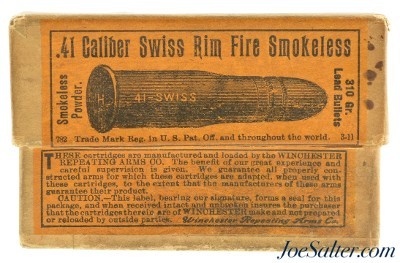 .41 Caliber Swiss Rim Fire Smokeless
Smokeless
Powder.
H
.41-SWISS
310 Gr.
Lead Bullets
782 Trade Mark Reg. in U. S. Pat. Off. and throughout the world. 3-11
THESE cartridges are manufactured and loaded by the WINCHESTER
REPEATING ARMS CO. The benefit of our great experience and
careful supervision is given. We guarantee all properly con-
structed arms for which these cartridges are adapted, when used with
these cartridges, to the extent that the manufacturers of these arms
guarantee their product.
CAUTION.—This label, bearing our signature, forms a seal for this
package, and when received intact and unbroken insures the purchaser
that the cartridges therein are of WINCHESTER make and not prepared
or reloaded by outside parties. Winchester Repeating Arms Co.
JoeSalter.com